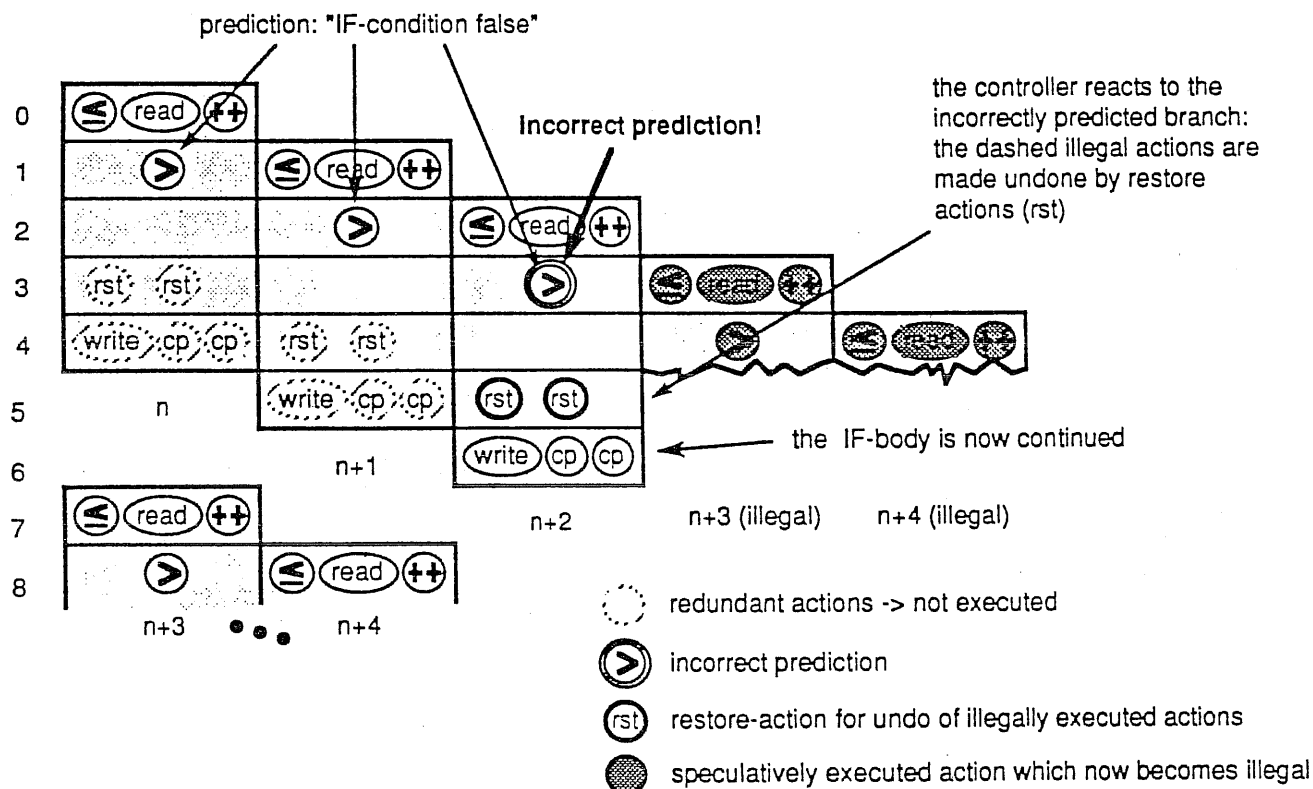 prediction: "IF-condition false"
the controller reacts to the
incorrectly predicted branch:
the dashed illegal actions are
made undone by restore
actions (rst)
incorrect prediction!
0 ≤ read ++
1 > ≤ read ++
2 > ≤ read ++
3 rst rst > ≤ read ++
4 write cp cp rst rst > ≤ read ++
5 n write cp cp rst rst
6 n+1 write cp cp the IF-body is now continued
7 ≤ read ++ n+2 n+3 (illegal) n+4 (illegal)
8 > ≤ read ++
n+3 ••• n+4
redundant actions -> not executed
> incorrect prediction
rst restore-action for undo of illegally executed actions
speculatively executed action which now becomes illegal